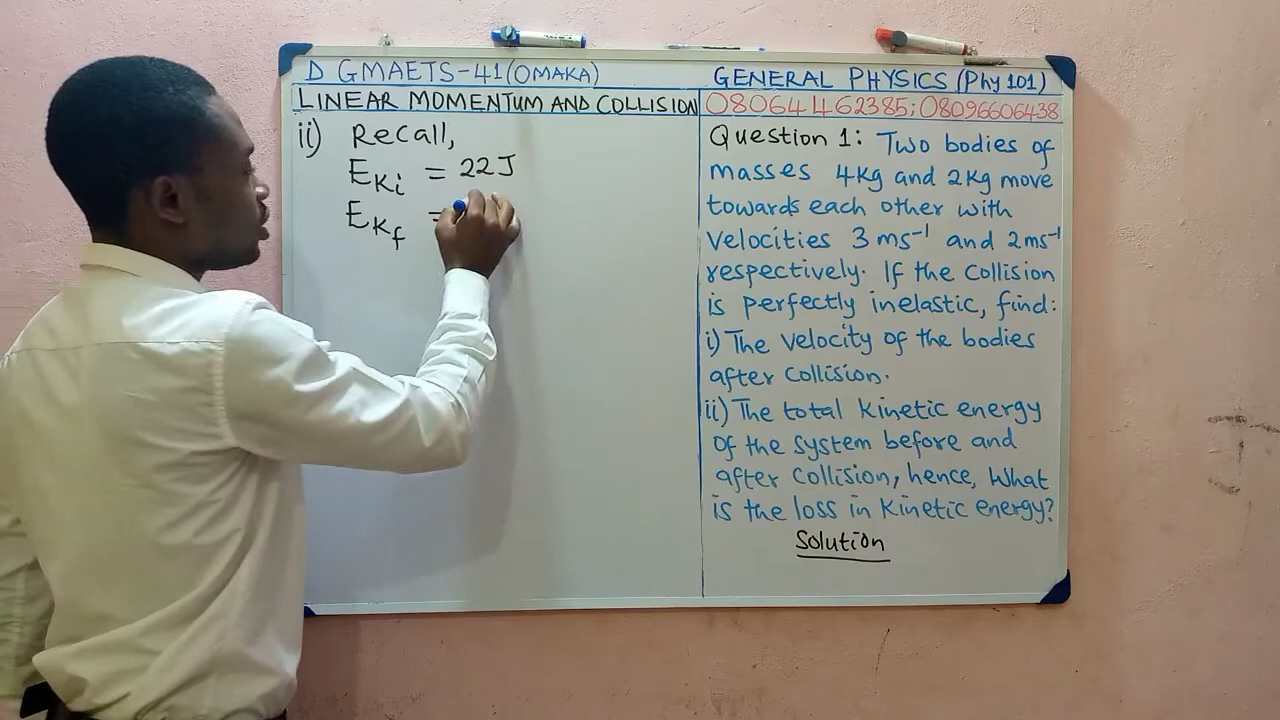 D GMAETS-41(OMAKA)
GENERAL PHYSICS (Phy 101)
LINEAR MOMENTUM AND COLLISION
08064462385; 08096606438
ii) Recall,
EKi = 22J
EKf =
Question 1: Two bodies of
masses 4kg and 2kg move
towards each other with
velocities 3ms⁻¹ and 2ms⁻¹
respectively. If the collision
is perfectly inelastic, find:
i) The velocity of the bodies
after collision.
ii) The total kinetic energy
of the system before and
after collision, hence, What
is the loss in kinetic energy?
Solution